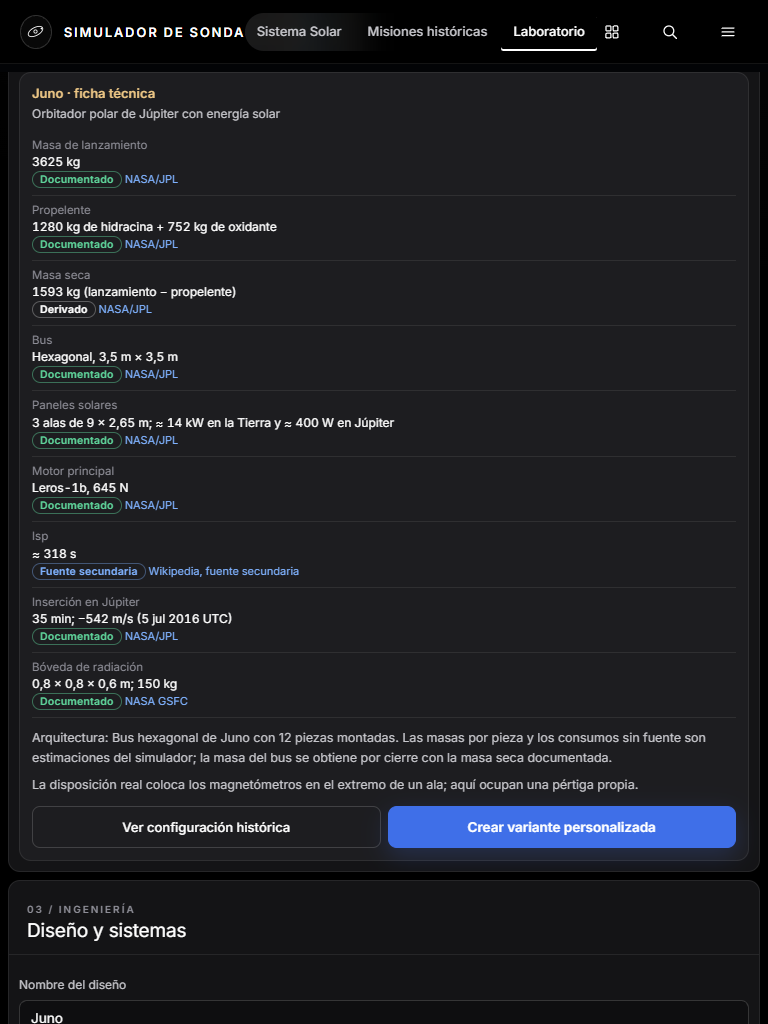 SIMULADOR DE SONDA
Sistema Solar
Misiones históricas
Laboratorio
Juno · ficha técnica
Orbitador polar de Júpiter con energía solar
Masa de lanzamiento
3625 kg
Documentado NASA/JPL
Propelente
1280 kg de hidracina + 752 kg de oxidante
Documentado NASA/JPL
Masa seca
1593 kg (lanzamiento − propelente)
Derivado NASA/JPL
Bus
Hexagonal, 3,5 m × 3,5 m
Documentado NASA/JPL
Paneles solares
3 alas de 9 × 2,65 m; ≈ 14 kW en la Tierra y ≈ 400 W en Júpiter
Documentado NASA/JPL
Motor principal
Leros-1b, 645 N
Documentado NASA/JPL
Isp
≈ 318 s
Fuente secundaria Wikipedia, fuente secundaria
Inserción en Júpiter
35 min; −542 m/s (5 jul 2016 UTC)
Documentado NASA/JPL
Bóveda de radiación
0,8 × 0,8 × 0,6 m; 150 kg
Documentado NASA GSFC
Arquitectura: Bus hexagonal de Juno con 12 piezas montadas. Las masas por pieza y los consumos sin fuente son
estimaciones del simulador; la masa del bus se obtiene por cierre con la masa seca documentada.
La disposición real coloca los magnetómetros en el extremo de un ala; aquí ocupan una pértiga propia.
Ver configuración histórica
Crear variante personalizada
03 / INGENIERÍA
Diseño y sistemas
Nombre del diseño
Juno